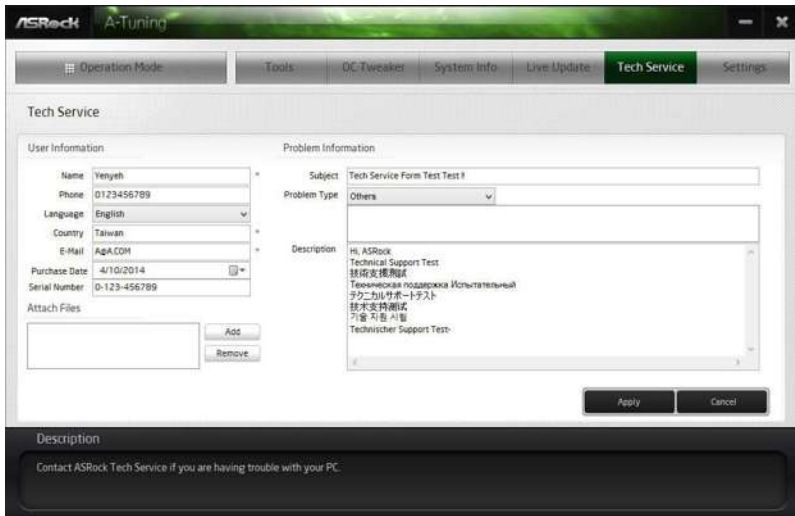 ASRock A-Tuning
Operation Mode Tools OC Tweaker System Info Live Update Tech Service Settings
Tech Service
User Information
Name Yenyeh *
Phone 0123456789
Language English
Country Taiwan *
E-Mail A@A.COM *
Purchase Date 4/10/2014
Serial Number 0-123-456789
Attach Files
Add
Remove
Problem Information
Subject Tech Service Form Test Test !!
Problem Type Others
Description
Hi, ASRock
Technical Support Test
技術支援測試
Техническая поддержка Испытательный
テクニカルサポートテスト
技术支持测试
기술 지원 시험
Technischer Support Test-
Apply Cancel
Description
Contact ASRock Tech Service if you are having trouble with your PC.